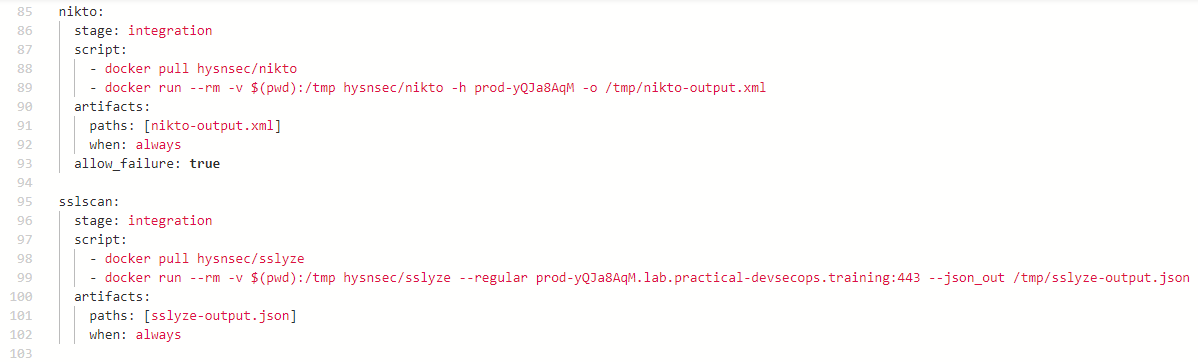 85 nikto:
86 stage: integration
87 script:
88 - docker pull hysnsec/nikto
89 - docker run --rm -v $(pwd):/tmp hysnsec/nikto -h prod-yQJa8AqM -o /tmp/nikto-output.xml
90 artifacts:
91 paths: [nikto-output.xml]
92 when: always
93 allow_failure: true
94
95 sslscan:
96 stage: integration
97 script:
98 - docker pull hysnsec/sslyze
99 - docker run --rm -v $(pwd):/tmp hysnsec/sslyze --regular prod-yQJa8AqM.lab.practical-devsecops.training:443 --json_out /tmp/sslyze-output.json
100 artifacts:
101 paths: [sslyze-output.json]
102 when: always
103